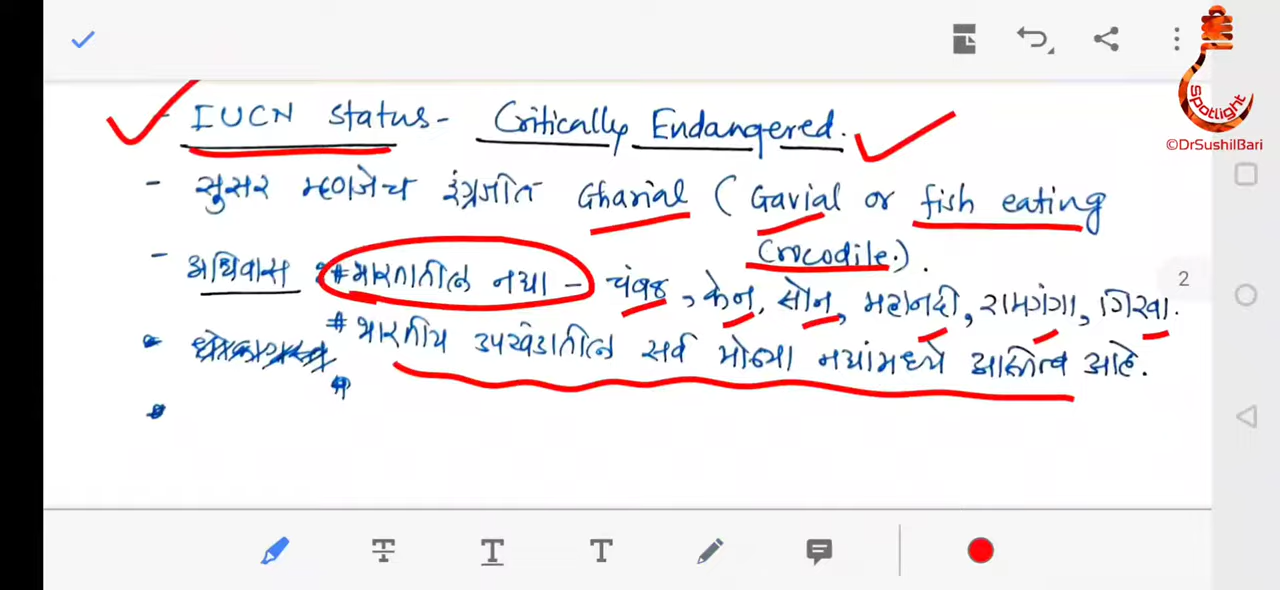 Spotlight
©DrSushilBari
- IUCN Status - Critically Endangered.
- सुसर म्हणजेच इंग्रजीत Gharial ( Gavial or fish eating
Crocodile.)
- अधिवास : # भारतातील नद्या - चंबळ, केन, सोन, महानदी, रामगंगा, गिरवा.
# भारतीय उपखंडातील सर्व मोठ्या नद्यांमध्ये अस्तित्व आहे.
2
T T T